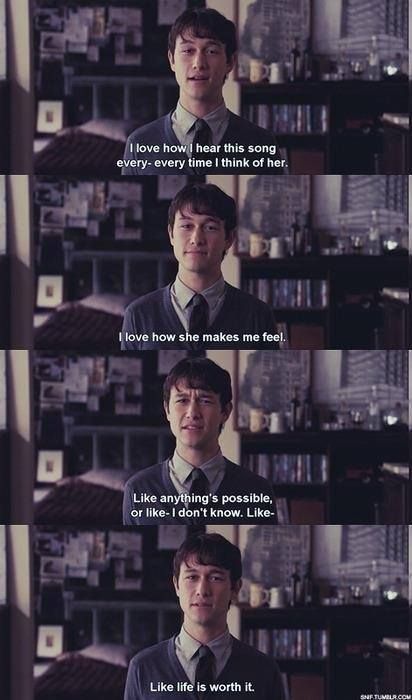 I love how I hear this song
every- every time I think of her.
I love how she makes me feel.
Like anything's possible,
or like- I don't know. Like-
Like life is worth it.
SNIF.TUMBLR.COM